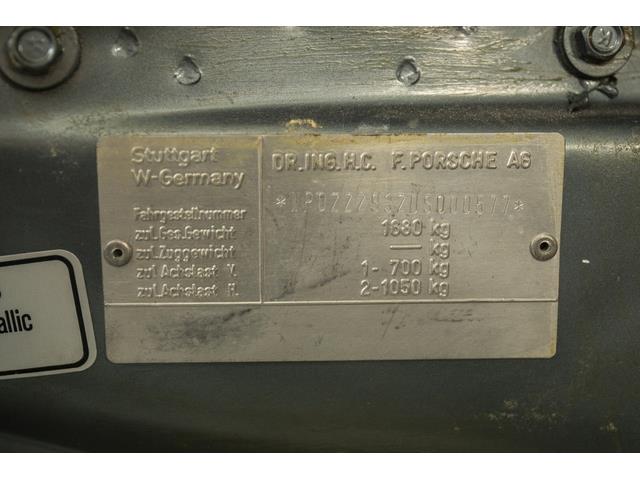 Stuttgart
W-Germany
DR.ING.H.C. F.PORSCHE AG
Fahrgestellnummer
zul.Ges.Gewicht 1680 kg
zul.Zuggewicht — kg
zul.Achslast V. 1- 700 kg
zul.Achslast H. 2-1050 kg
allic